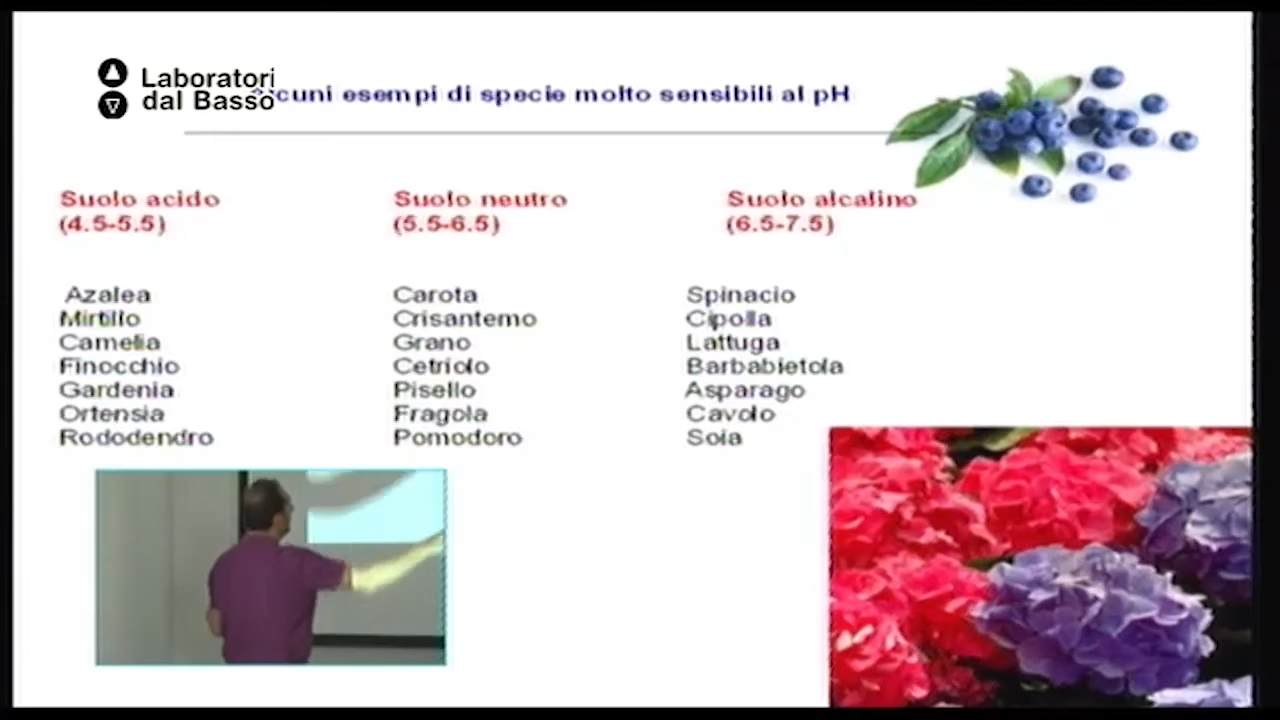 Laboratori
dal Basso
Alcuni esempi di specie molto sensibili al pH
Suolo acido
(4.5-5.5)
Azalea
Mirtillo
Camelia
Finocchio
Gardenia
Ortensia
Rododendro
Suolo neutro
(5.5-6.5)
Carota
Crisantemo
Grano
Cetriolo
Pisello
Fragola
Pomodoro
Suolo alcalino
(6.5-7.5)
Spinacio
Cipolla
Lattuga
Barbabietola
Asparago
Cavolo
Soia